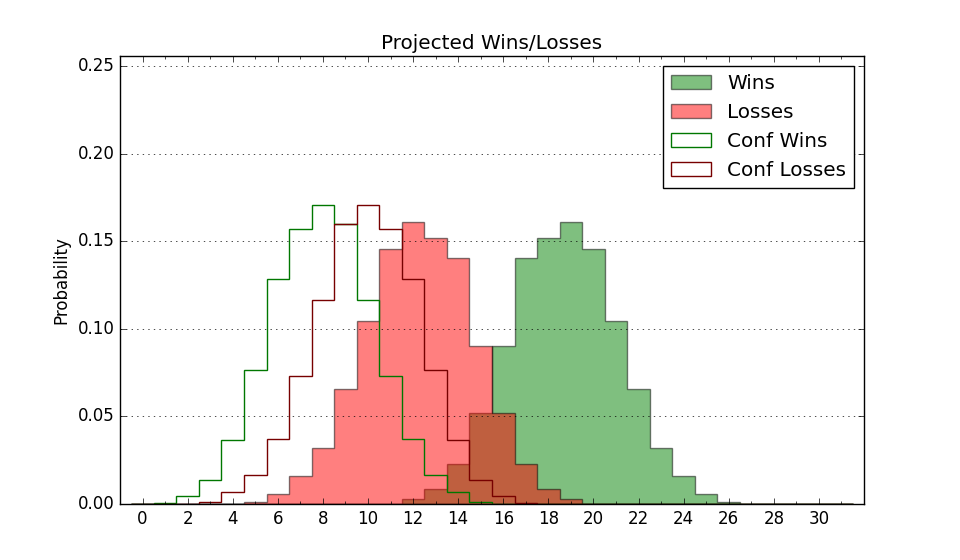 Projected Wins/Losses
0.25
0.20
0.15
0.10
0.05
0.00
Probability
Wins
Losses
Conf Wins
Conf Losses
0 2 4 6 8 10 12 14 16 18 20 22 24 26 28 30